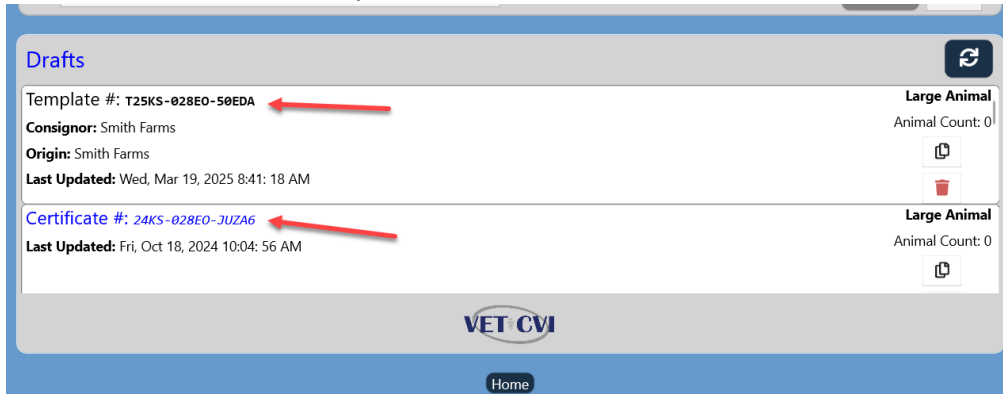 Drafts
Template #: T25KS-028EO-50EDA
Large Animal
Consignor: Smith Farms
Animal Count: 0
Origin: Smith Farms
Last Updated: Wed, Mar 19, 2025 8:41: 18 AM
Certificate #: 24KS-028EO-JUZA6
Large Animal
Last Updated: Fri, Oct 18, 2024 10:04: 56 AM
Animal Count: 0
VET CVI
Home